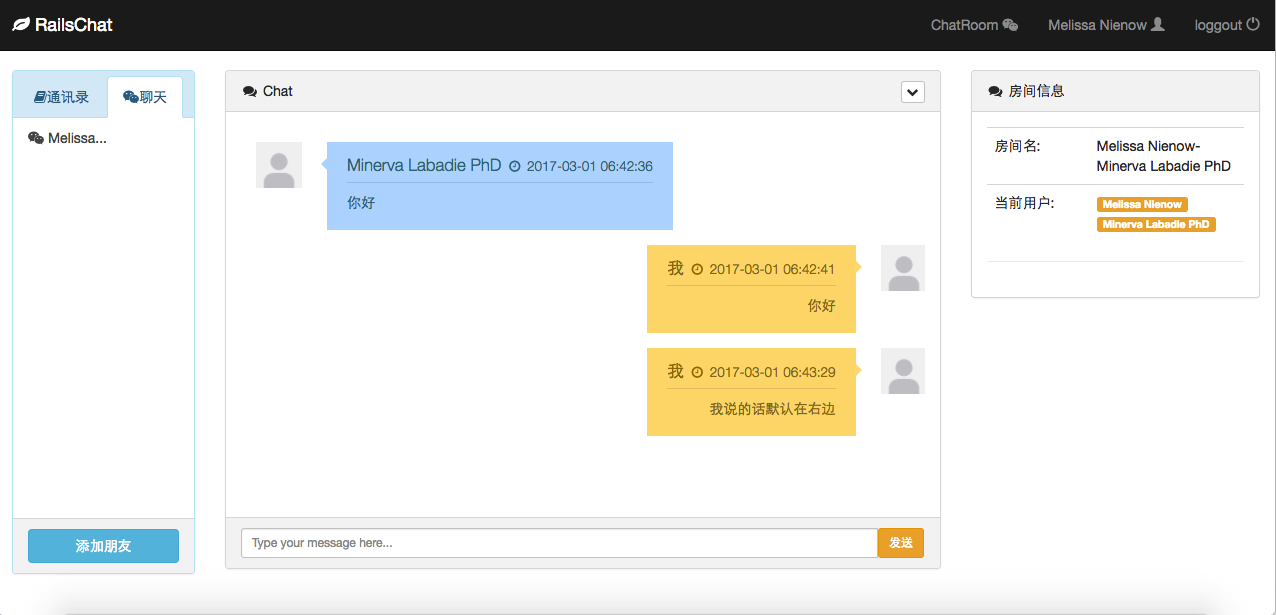 RailsChat
ChatRoom
Melissa Nienow
loggout
通讯录
聊天
Melissa...
添加朋友
Chat
Minerva Labadie PhD 2017-03-01 06:42:36
你好
我 2017-03-01 06:42:41
你好
我 2017-03-01 06:43:29
我说的话默认在右边
Type your message here...
发送
房间信息
房间名:
Melissa Nienow-
Minerva Labadie PhD
当前用户:
Melissa Nienow
Minerva Labadie PhD